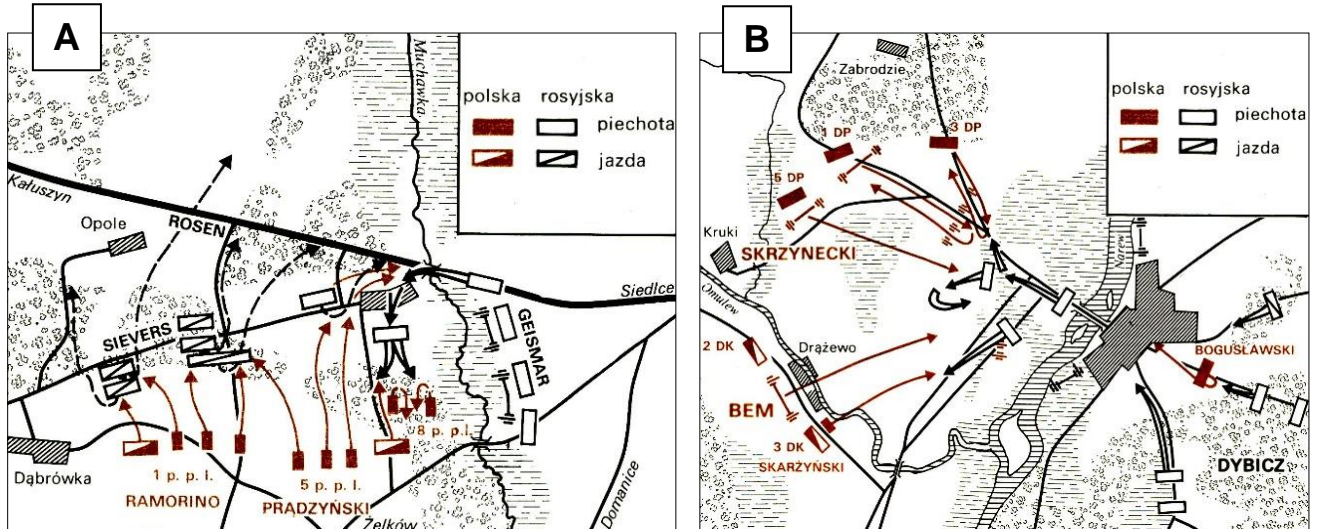 A
Muchawka
polska rosyjska
piechota
jazda
Kałuszyn
Opole
ROSEN
Siedlce
SIEVERS
GEISMAR
8 p. p.l.
Dąbrówka
1 p. p l.
5 p. p.l.
RAMORINO
PRĄDZYŃSKI
Żelków
Domanice
B
Zabrodzie
polska rosyjska
piechota
jazda
1 DP
3 DP
5 DP
Kruki
SKRZYNECKI
Omulew
2 DK
Drążewo
BOGUSŁAWSKI
BEM
3 DK
SKARŻYŃSKI
DYBICZ